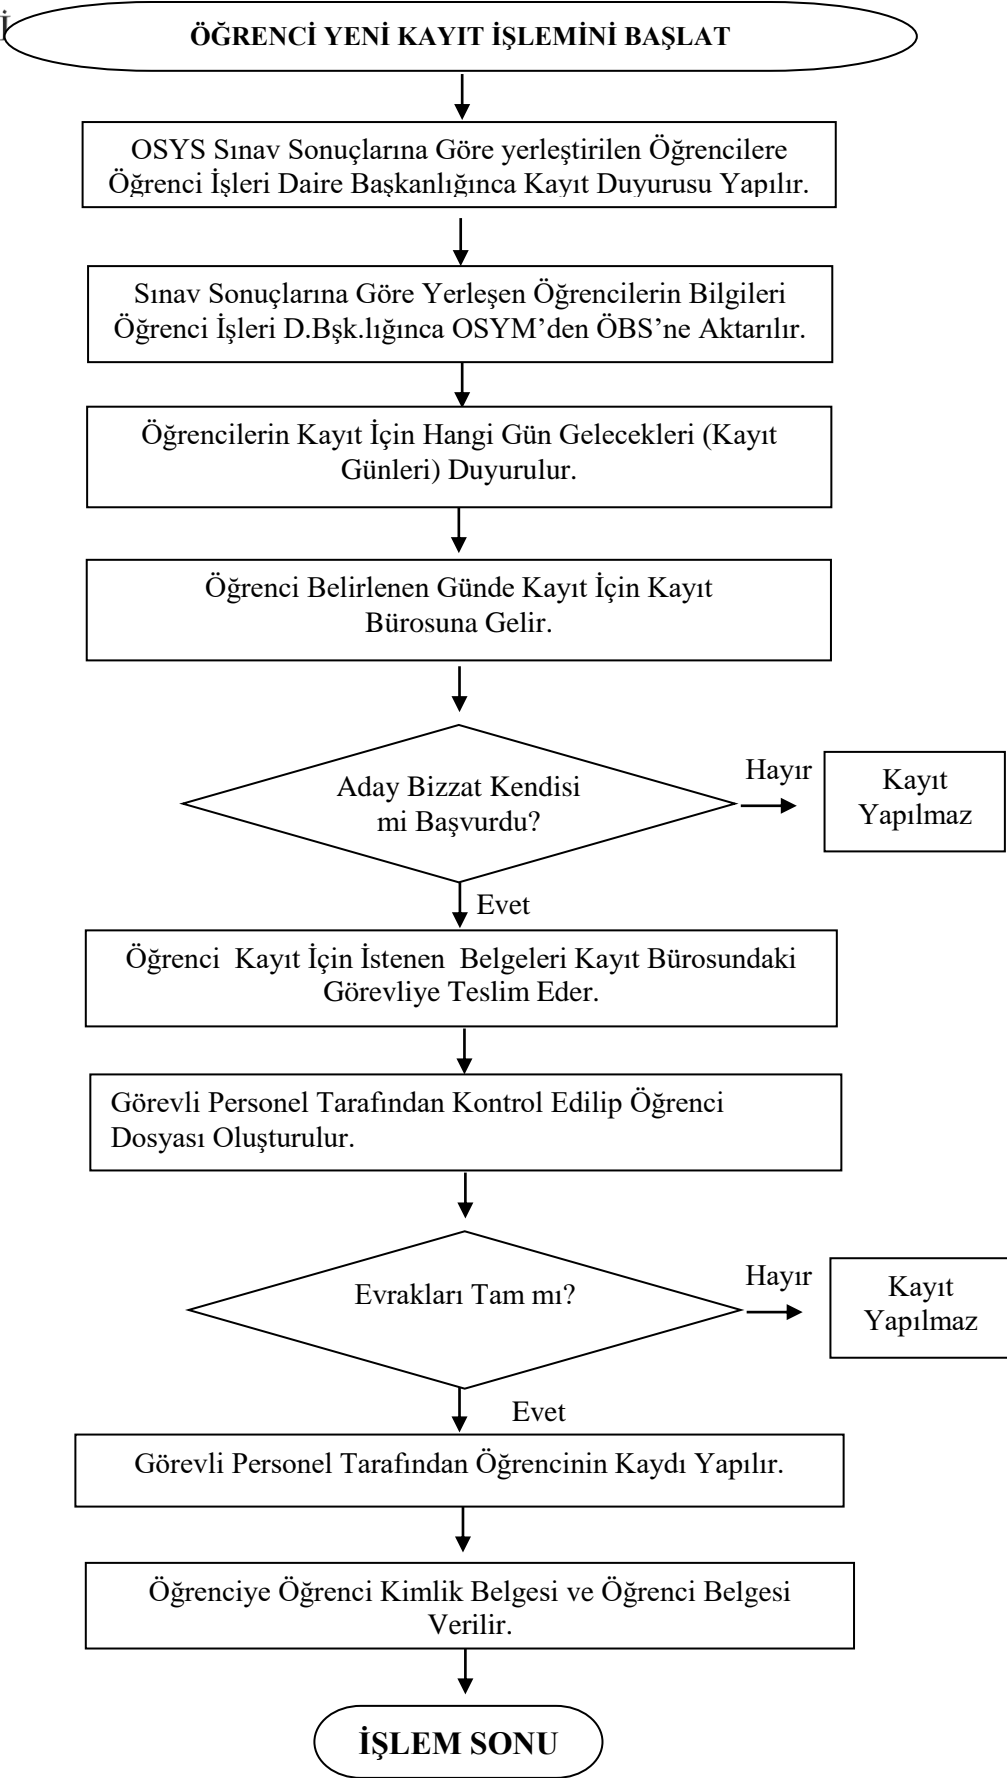 İ
ÖĞRENCİ YENİ KAYIT İŞLEMİNİ BAŞLAT
OSYS Sınav Sonuçlarına Göre yerleştirilen Öğrencilere
Öğrenci İşleri Daire Başkanlığınca Kayıt Duyurusu Yapılır.
Sınav Sonuçlarına Göre Yerleşen Öğrencilerin Bilgileri
Öğrenci İşleri D.Bşk.lığınca OSYM’den ÖBS’ne Aktarılır.
Öğrencilerin Kayıt İçin Hangi Gün Gelecekleri (Kayıt
Günleri) Duyurulur.
Öğrenci Belirlenen Günde Kayıt İçin Kayıt
Bürosuna Gelir.
Aday Bizzat Kendisi
mi Başvurdu?
Hayır
Kayıt
Yapılmaz
Evet
Öğrenci  Kayıt İçin İstenen  Belgeleri Kayıt Bürosundaki
Görevliye Teslim Eder.
Görevli Personel Tarafından Kontrol Edilip Öğrenci
Dosyası Oluşturulur.
Evrakları Tam mı?
Hayır
Kayıt
Yapılmaz
Evet
Görevli Personel Tarafından Öğrencinin Kaydı Yapılır.
Öğrenciye Öğrenci Kimlik Belgesi ve Öğrenci Belgesi
Verilir.
İŞLEM SONU